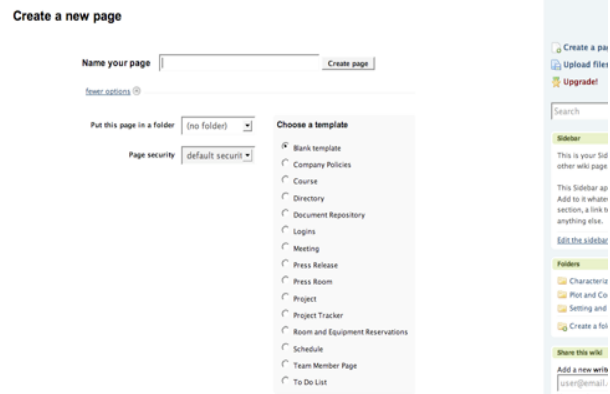 Create a new page
Name your page
Create page
fewer options
Put this page in a folder
(no folder)
Page security
default securit
Choose a template
Blank template
Company Policies
Course
Directory
Document Repository
Logins
Meeting
Press Release
Press Room
Project
Project Tracker
Room and Equipment Reservations
Schedule
Team Member Page
To Do List
Create a pa
Upload files
Upgrade!
Search
Sidebar
This is your Sid
other wiki page
This Sidebar ap
Add to it whate
section, a link t
anything else.
Edit the sidebar
Folders
Characteriz
Plot and Co
Setting and
Create a fol
Share this wiki
Add a new write
user@email.